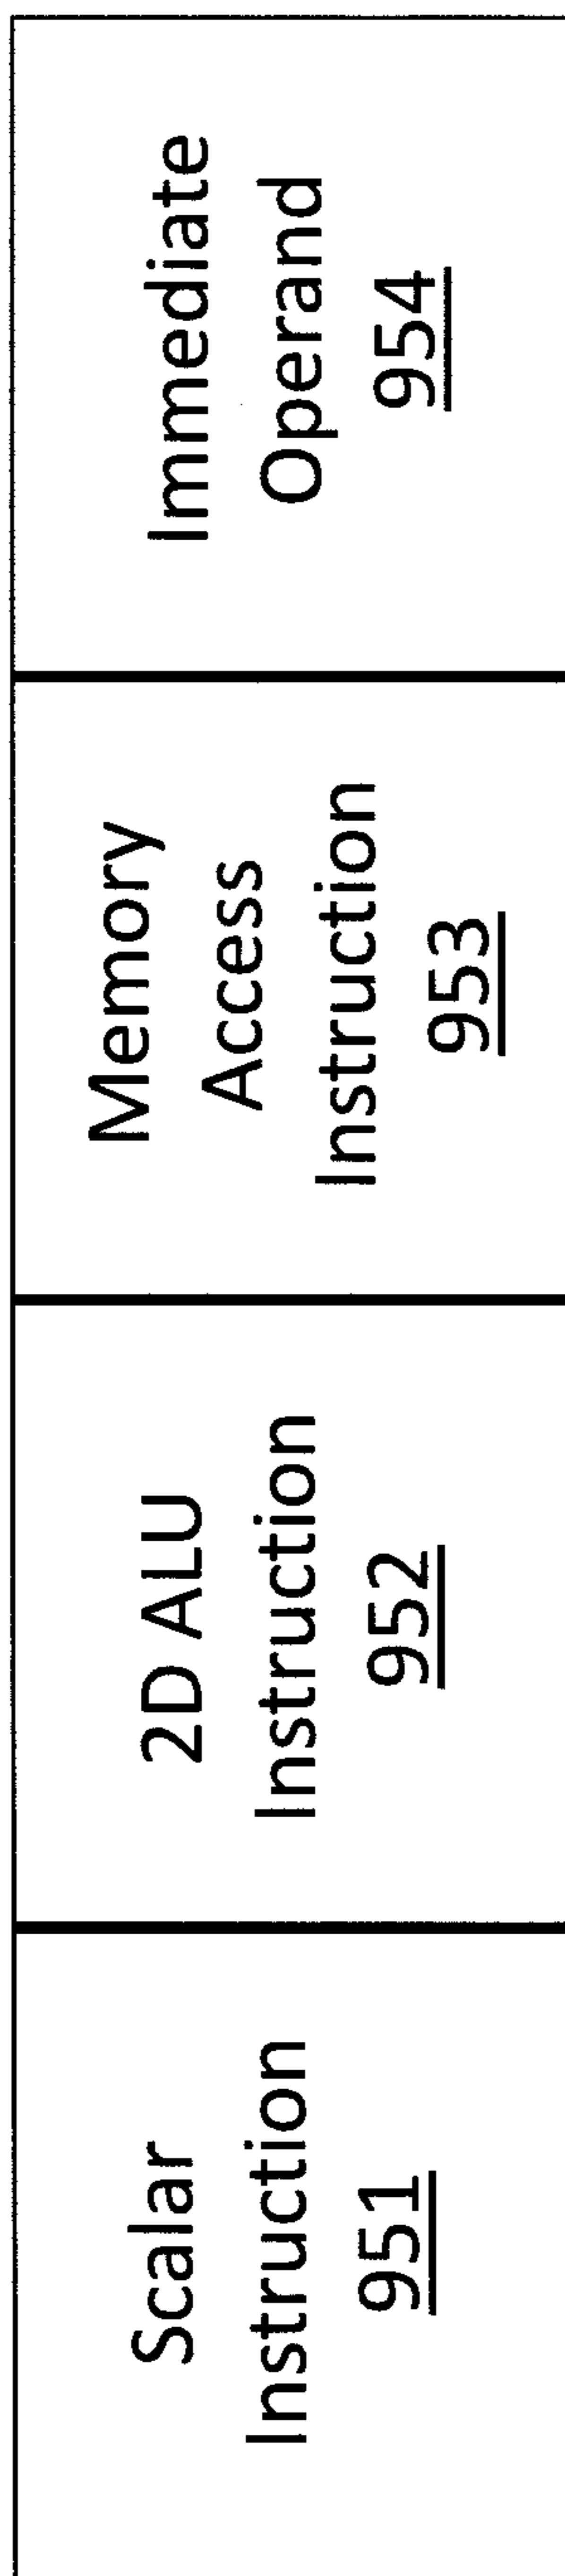 Scalar
Instruction
951
2D ALU
Instruction
952
Memory
Access
Instruction
953
Immediate
Operand
954